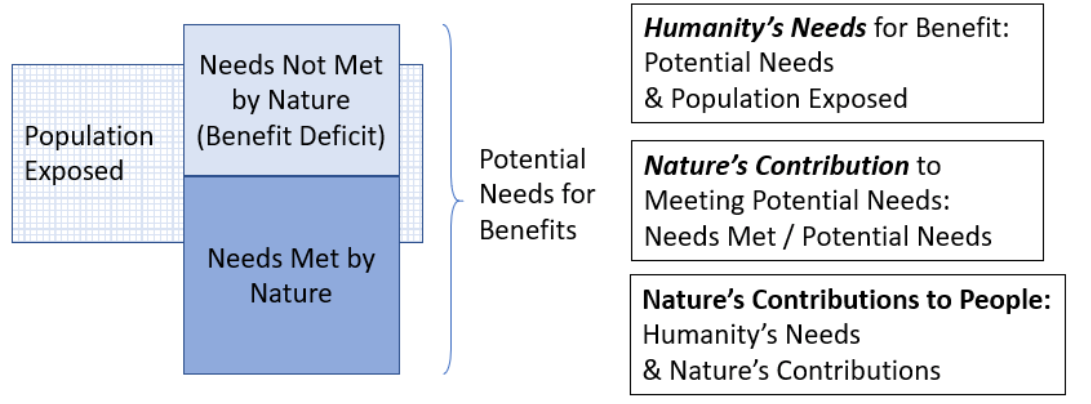 Needs Not Met
by Nature
(Benefit Deficit)
Population
Exposed
Needs Met by
Nature
Potential
Needs for
Benefits
Humanity’s Needs for Benefit:
Potential Needs
& Population Exposed
Nature’s Contribution to
Meeting Potential Needs:
Needs Met / Potential Needs
Nature’s Contributions to People:
Humanity’s Needs
& Nature’s Contributions